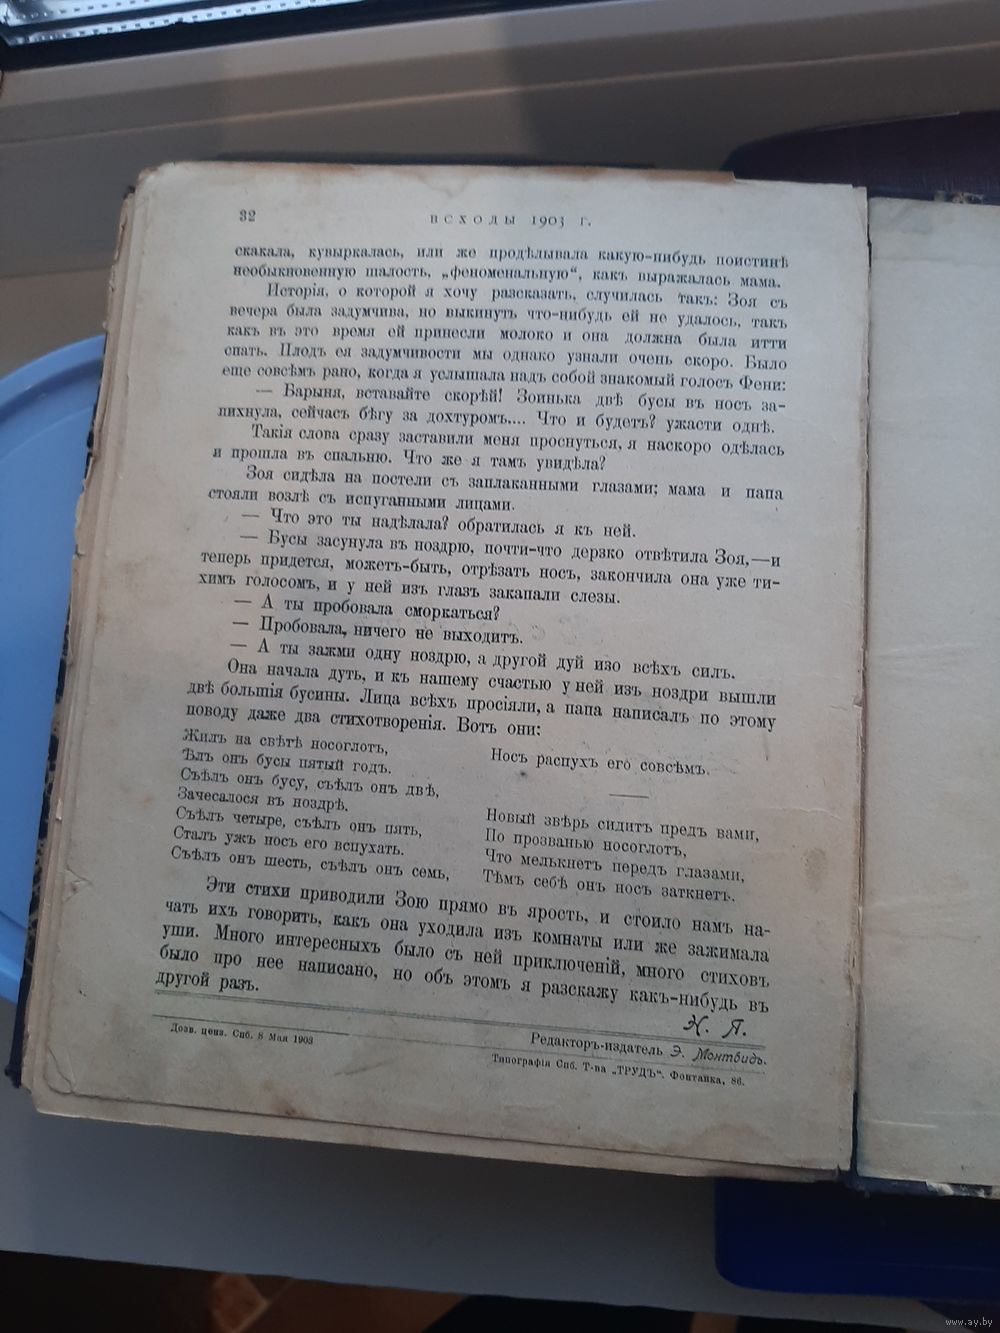 32
ВСХОДЫ 1903 Г.
скакала, кувыркалась, или же продѣлывала какую-нибудь поистинѣ
необыкновенную шалость, „феноменальную“, какъ выражалась мама.
Исторія, о которой я хочу разсказать, случилась такъ: Зоя съ
вечера была задумчива, но выкинуть что-нибудь ей не удалось, такъ
какъ въ это время ей принесли молоко и она должна была итти
спать. Плодъ ея задумчивости мы однако узнали очень скоро. Было
еще совсѣмъ рано, когда я услышала надъ собой знакомый голосъ Фени:
— Барыня, вставайте скорѣй! Зоинька двѣ бусы въ носъ за-
пихнула, сейчасъ бѣгу за дохтуромъ.... Что и будетъ? ужасти однѣ.
Такія слова сразу заставили меня проснуться, я наскоро одѣлась
и прошла въ спальню. Что же я тамъ увидѣла?
Зоя сидѣла на постели съ заплаканными глазами; мама и папа
стояли возлѣ съ испуганными лицами.
— Что это ты надѣлала? обратилась я къ ней.
— Бусы засунула въ ноздрю, почти-что дерзко отвѣтила Зоя,—и
теперь придется, можетъ-быть, отрѣзать носъ, закончила она уже ти-
химъ голосомъ, и у ней изъ глазъ закапали слезы.
— А ты пробовала сморкаться?
— Пробовала, ничего не выходитъ.
— А ты зажми одну ноздрю, а другой дуй изо всѣхъ силъ.
Она начала дуть, и къ нашему счастью у ней изъ ноздри вышли
двѣ большія бусины. Лица всѣхъ просіяли, а папа написалъ по этому
поводу даже два стихотворенія. Вотъ они:
Жилъ на свѣтѣ носоглотъ,
Ѣлъ онъ бусы пятый годъ.
Съѣлъ онъ бусу, съѣлъ онъ двѣ,
Зачесалося въ ноздрѣ.
Съѣлъ четыре, съѣлъ онъ пять,
Сталъ ужъ носъ его вспухать.
Съѣлъ онъ шесть, съѣлъ онъ семь,
Носъ распухъ его совсѣмъ.
Новый звѣрь сидитъ предъ вами,
По прозванью носоглотъ,
Что мелькнетъ передъ глазами,
Тѣмъ себѣ онъ носъ заткнетъ.
Эти стихи приводили Зою прямо въ ярость, и стоило намъ на-
чать ихъ говорить, какъ она уходила изъ комнаты или же зажимала
уши. Много интересныхъ было съ ней приключеній, много стиховъ
было про нее написано, но объ этомъ я разскажу какъ-нибудь въ
другой разъ.
Н. Я.
Дозв. ценз. Спб. 8 Мая 1903
Редакторъ-издатель Э. Монтвидъ.
Типографія Спб. Т-ва „ТРУДЪ“. Фонтанка, 86.
www.ay.by